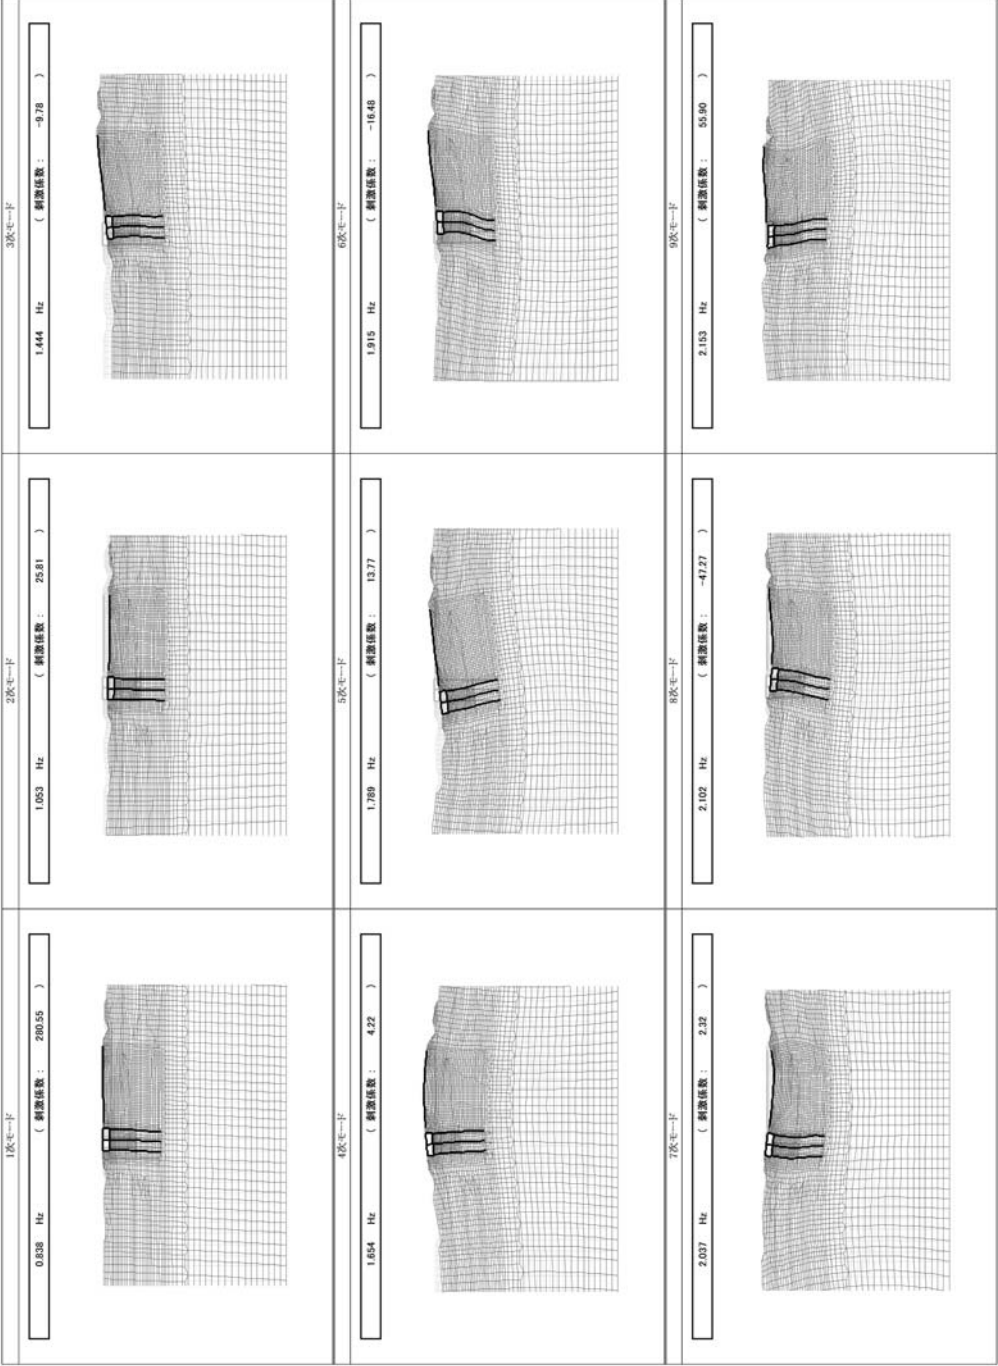 1次モード
0.838 Hz ( 刺激係数 : 280.55 )
2次モード
1.053 Hz ( 刺激係数 : 25.81 )
3次モード
1.444 Hz ( 刺激係数 : -9.78 )
4次モード
1.654 Hz ( 刺激係数 : 4.22 )
5次モード
1.789 Hz ( 刺激係数 : 13.77 )
6次モード
1.915 Hz ( 刺激係数 : -16.48 )
7次モード
2.037 Hz ( 刺激係数 : 2.32 )
8次モード
2.102 Hz ( 刺激係数 : -47.27 )
9次モード
2.153 Hz ( 刺激係数 : 55.90 )